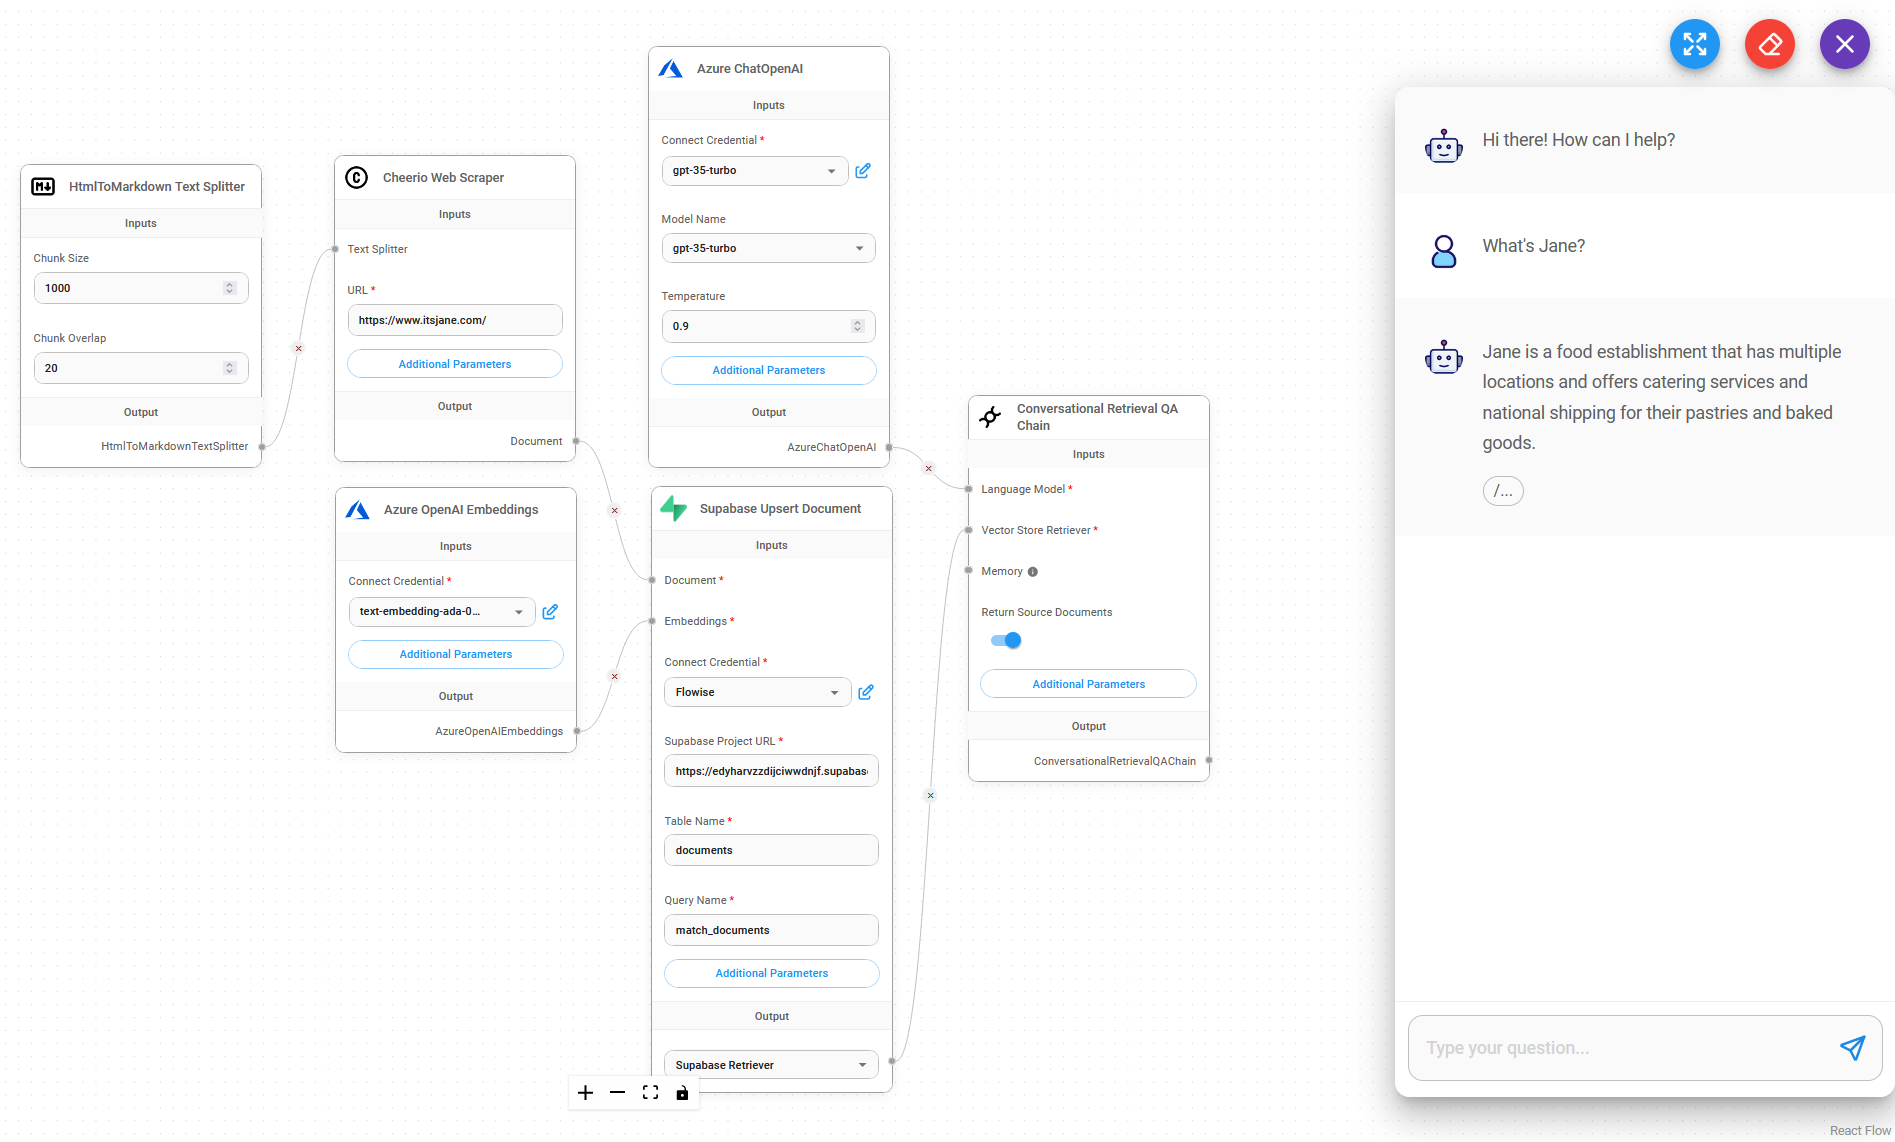 HtmlToMarkdown Text Splitter
Inputs
Chunk Size
1000
Chunk Overlap
20
Output
HtmlToMarkdownTextSplitter
Cheerio Web Scraper
Inputs
Text Splitter
URL *
https://www.itsjane.com/
Additional Parameters
Output
Document
Azure OpenAI Embeddings
Inputs
Connect Credential *
text-embedding-ada-0...
Additional Parameters
Output
AzureOpenAIEmbeddings
Azure ChatOpenAI
Inputs
Connect Credential *
gpt-35-turbo
Model Name
gpt-35-turbo
Temperature
0.9
Additional Parameters
Output
AzureChatOpenAI
Supabase Upsert Document
Inputs
Document *
Embeddings *
Connect Credential *
Flowise
Supabase Project URL *
https://edyharvzzdijciwwdnjf.supabas
Table Name *
documents
Query Name *
match_documents
Additional Parameters
Output
Supabase Retriever
Conversational Retrieval QA
Chain
Inputs
Language Model *
Vector Store Retriever *
Memory
Return Source Documents
Additional Parameters
Output
ConversationalRetrievalQAChain
Hi there! How can I help?
What's Jane?
Jane is a food establishment that has multiple
locations and offers catering services and
national shipping for their pastries and baked
goods.
/...
Type your question...
React Flow